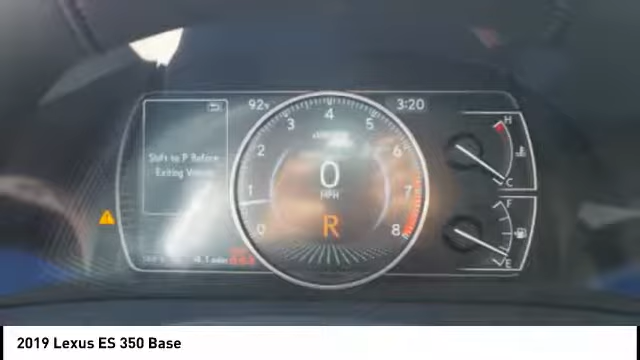 92°F
3:20
Shift to P Before
Exiting Vehicle
0
1
2
3
4
5
6
7
8
0
MPH
R
H
C
F
E
2019 Lexus ES 350 Base